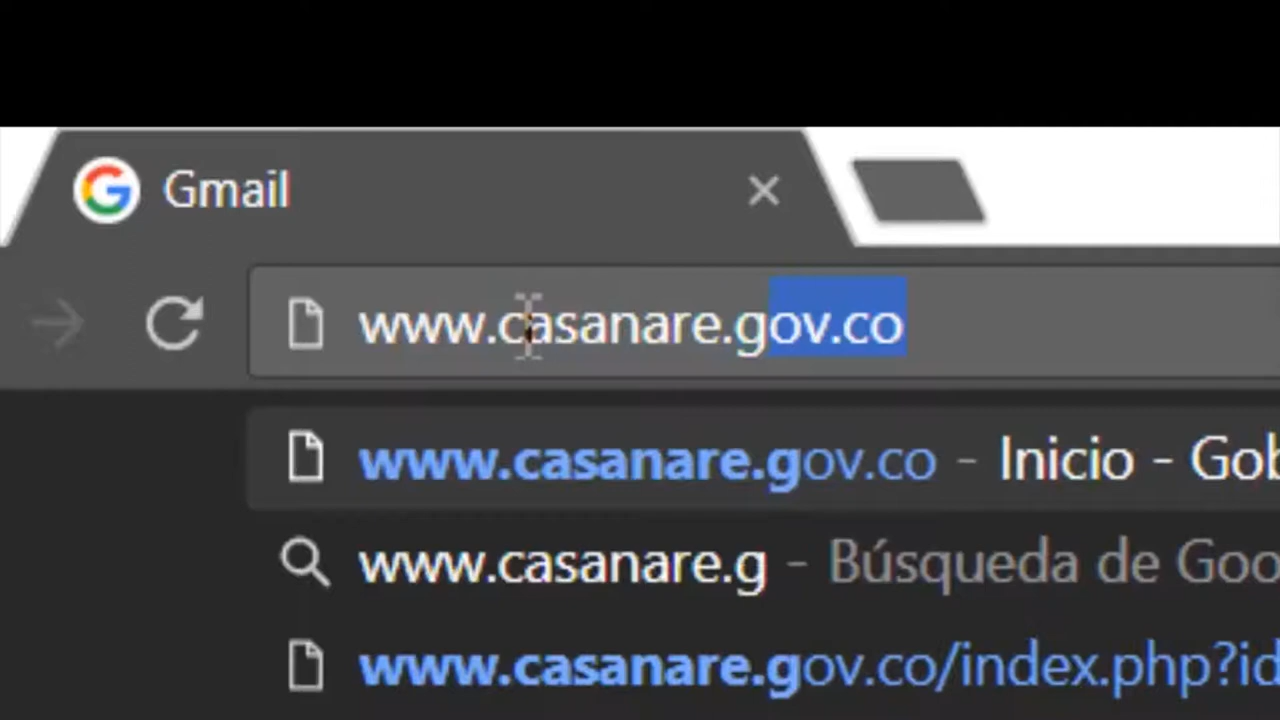 Gmail
www.casanare.gov.co
www.casanare.gov.co - Inicio - Gob
www.casanare.g - Búsqueda de Goo
www.casanare.gov.co/index.php?id